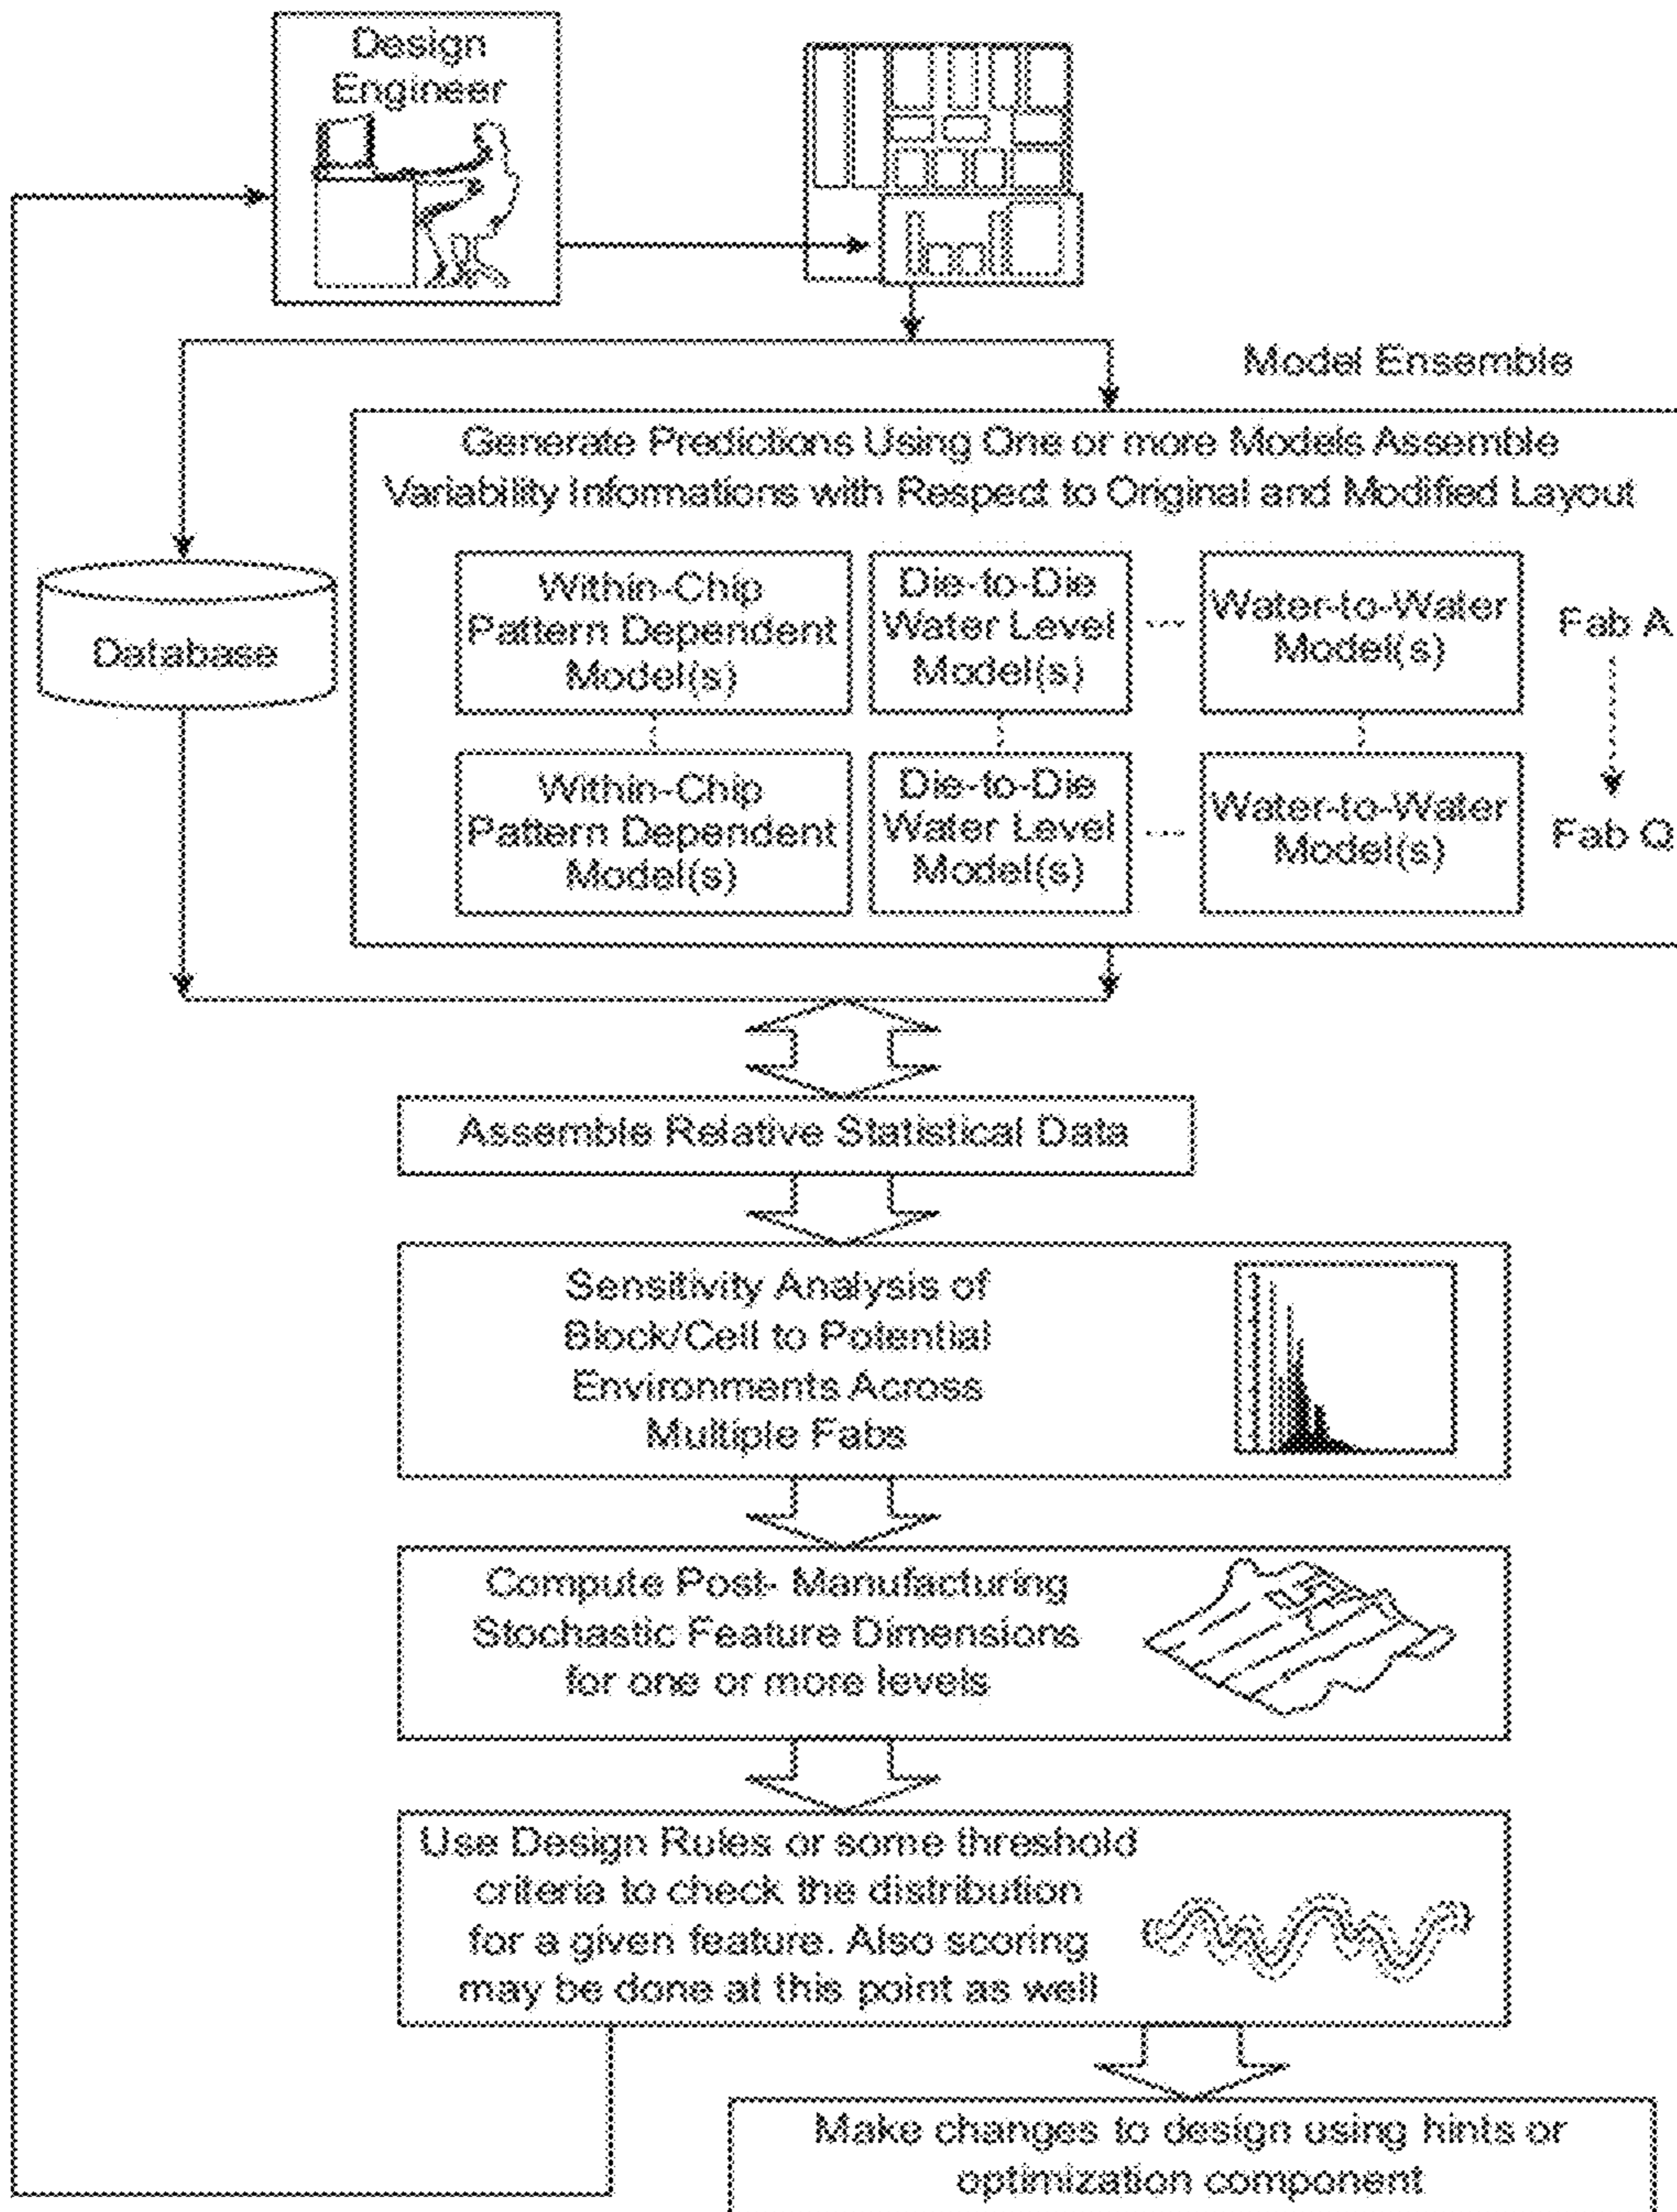 Design
Engineer
Model Ensemble
Generate Predictions Using One or more Models Assemble
Variability Informations with Respect to Original and Modified Layout
Within-Chip
Pattern Dependent
Model(s)
Die-to-Die
Water Level
Model(s)
Water-to-Water
Model(s)
Fab A
Database
Within-Chip
Pattern Dependent
Model(s)
Die-to-Die
Water Level
Model(s)
Water-to-Water
Model(s)
Fab Q
Assemble Relative Statistical Data
Sensitivity Analysis of
Block/Cell to Potential
Environments Across
Multiple Fabs
Compute Post- Manufacturing
Stochastic Feature Dimensions
for one or more levels
Use Design Rules or some threshold
criteria to check the distribution
for a given feature. Also scoring
may be done at this point as well
Make changes to design using hints or
optimization component